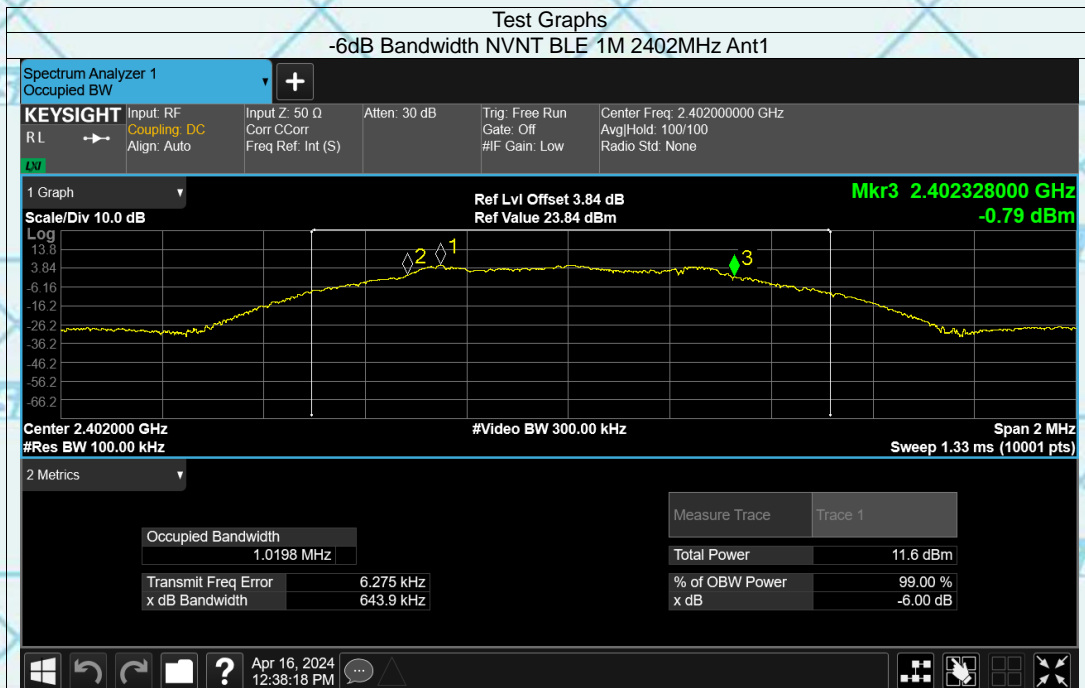 Test Graphs
-6dB Bandwidth NVNT BLE 1M 2402MHz Ant1
Spectrum Analyzer 1
Occupied BW
+
KEYSIGHT Input: RF Input Z: 50 Ω Atten: 30 dB Trig: Free Run Center Freq: 2.402000000 GHz
RL Coupling: DC Corr CCorr Gate: Off Avg|Hold: 100/100
Align: Auto Freq Ref: Int (S) #IF Gain: Low Radio Std: None
LXI
1 Graph Ref Lvl Offset 3.84 dB Mkr3 2.402328000 GHz
Scale/Div 10.0 dB Ref Value 23.84 dBm -0.79 dBm
Log
13.8
3.84
-6.16
-16.2
-26.2
-36.2
-46.2
-56.2
-66.2
2 1 3
Center 2.402000 GHz #Video BW 300.00 kHz Span 2 MHz
#Res BW 100.00 kHz Sweep 1.33 ms (10001 pts)
2 Metrics
Measure Trace Trace 1
Occupied Bandwidth
1.0198 MHz Total Power 11.6 dBm
Transmit Freq Error 6.275 kHz % of OBW Power 99.00 %
x dB Bandwidth 643.9 kHz x dB -6.00 dB
? Apr 16, 2024
12:38:18 PM